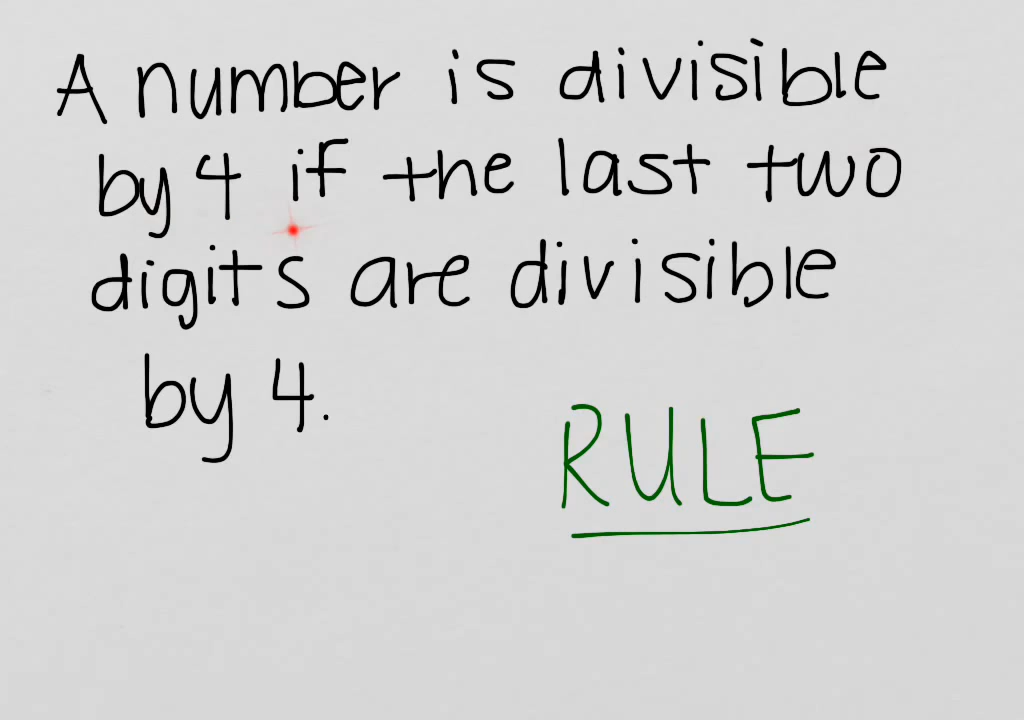 A number is divisible
by 4 if the last two
digits are divisible
by 4.
RULE